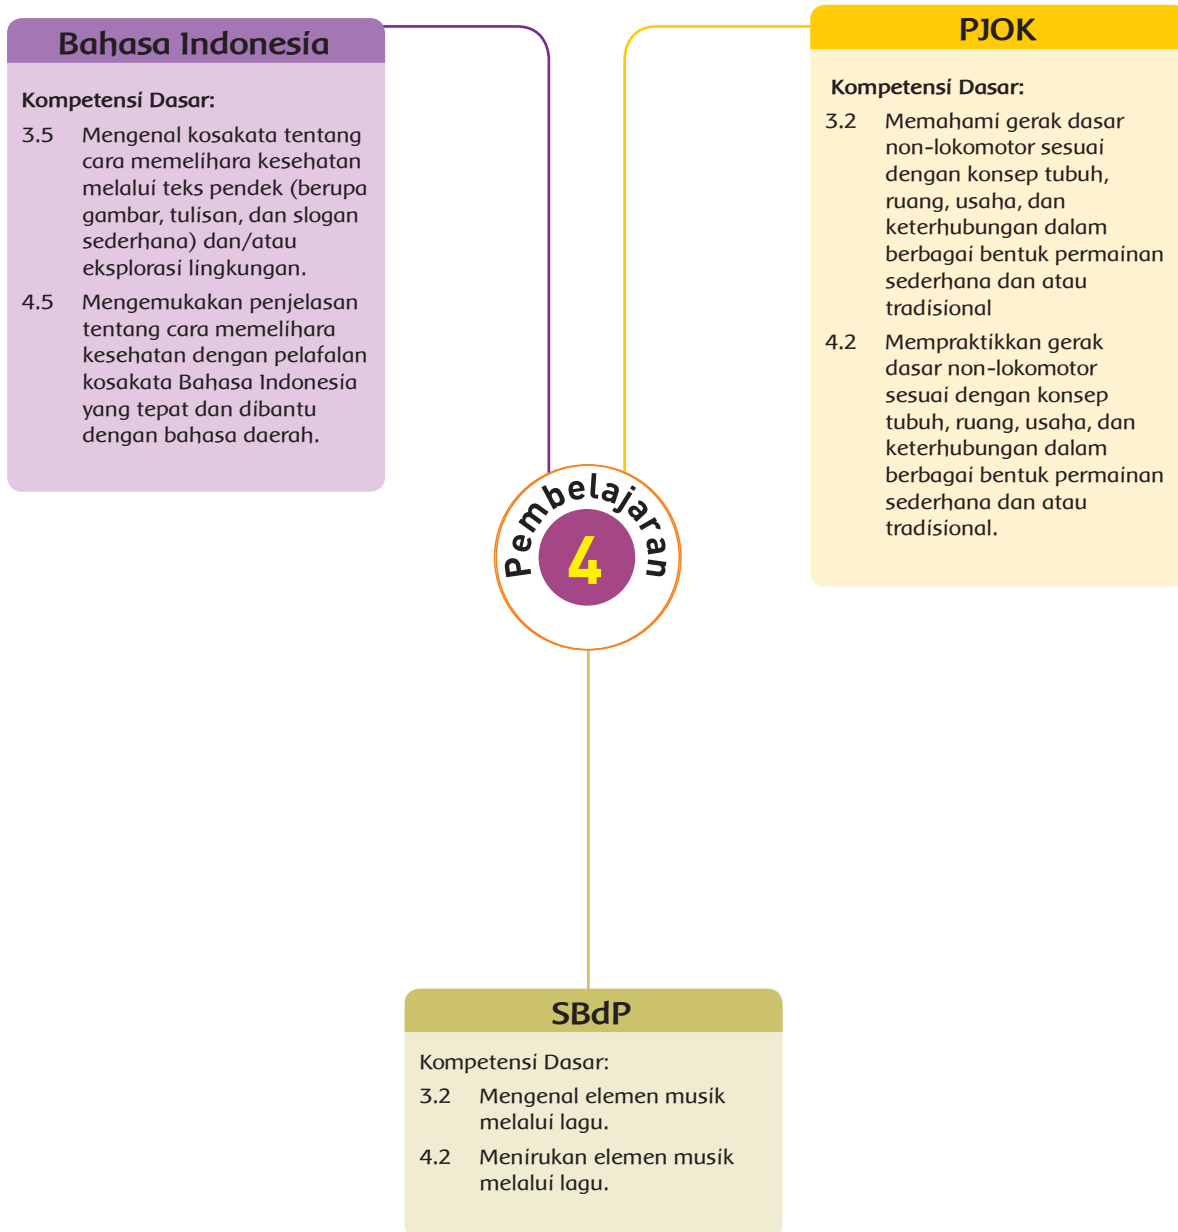 Bahasa Indonesia
Kompetensi Dasar:
3.5 Mengenal kosakata tentang
cara memelihara kesehatan
melalui teks pendek (berupa
gambar, tulisan, dan slogan
sederhana) dan/atau
eksplorasi lingkungan.
4.5 Mengemukakan penjelasan
tentang cara memelihara
kesehatan dengan pelafalan
kosakata Bahasa Indonesia
yang tepat dan dibantu
dengan bahasa daerah.
PJOK
Kompetensi Dasar:
3.2 Memahami gerak dasar
non-lokomotor sesuai
dengan konsep tubuh,
ruang, usaha, dan
keterhubungan dalam
berbagai bentuk permainan
sederhana dan atau
tradisional
4.2 Mempraktikkan gerak
dasar non-lokomotor
sesuai dengan konsep
tubuh, ruang, usaha, dan
keterhubungan dalam
berbagai bentuk permainan
sederhana dan atau
tradisional.
Pembelajaran
4
SBdP
Kompetensi Dasar:
3.2 Mengenal elemen musik
melalui lagu.
4.2 Menirukan elemen musik
melalui lagu.